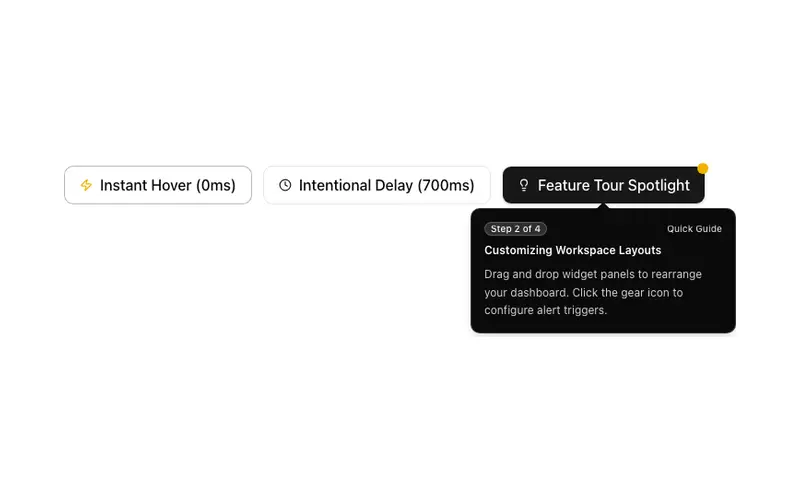 Instant Hover (0ms)
Intentional Delay (700ms)
Feature Tour Spotlight
Step 2 of 4
Quick Guide
Customizing Workspace Layouts
Drag and drop widget panels to rearrange
your dashboard. Click the gear icon to
configure alert triggers.